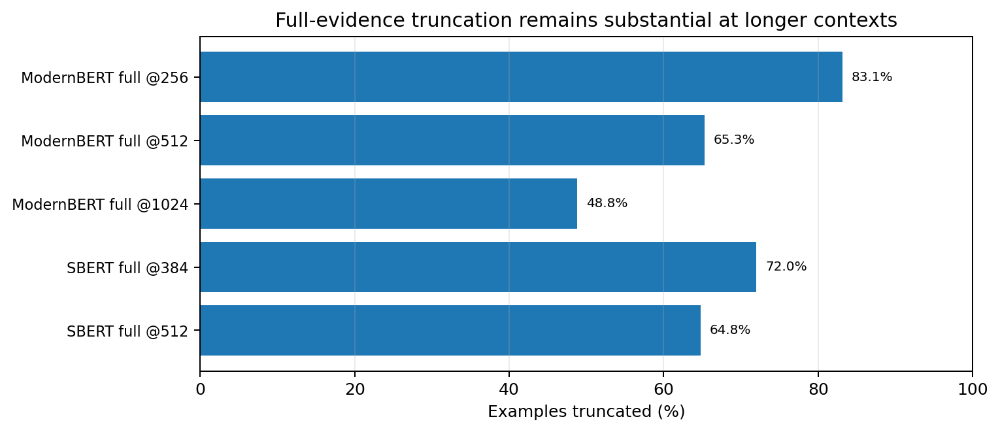 Full-evidence truncation remains substantial at longer contexts
ModernBERT full @256
83.1%
ModernBERT full @512
65.3%
ModernBERT full @1024
48.8%
SBERT full @384
72.0%
SBERT full @512
64.8%
0 20 40 60 80 100
Examples truncated (%)